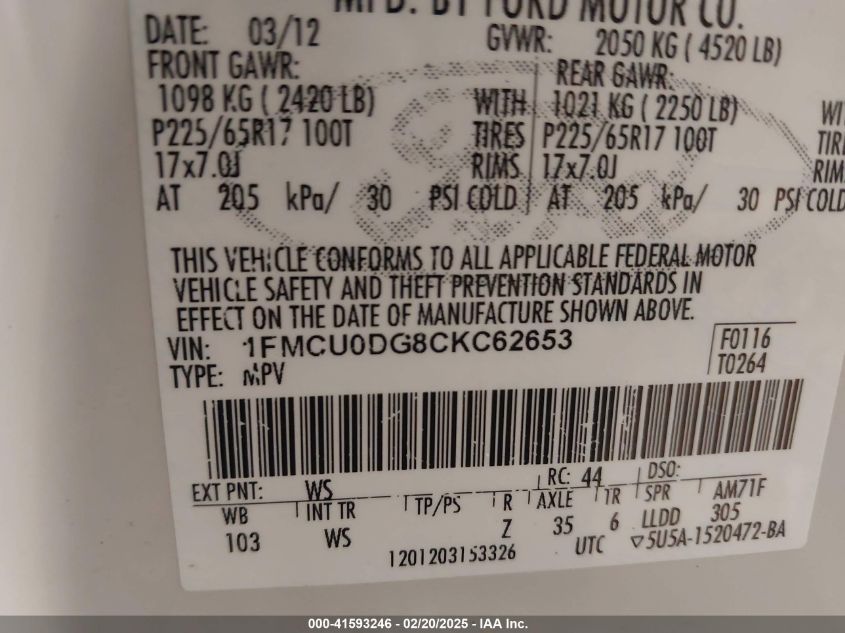 MFD. BY FORD MOTOR CO.
DATE: 03/12 GVWR: 2050 KG ( 4520 LB)
FRONT GAWR: REAR GAWR:
1098 KG ( 2420 LB) WITH 1021 KG ( 2250 LB) WI
P225/65R17 100T TIRES P225/65R17 100T TIRE
17x7.0J RIMS 17x7.0J RIM
AT 205 kPa/ 30 PSI COLD AT 205 kPa/ 30 PSI COLD
THIS VEHICLE CONFORMS TO ALL APPLICABLE FEDERAL MOTOR
VEHICLE SAFETY AND THEFT PREVENTION STANDARDS IN
EFFECT ON THE DATE OF MANUFACTURE SHOWN ABOVE.
VIN: 1FMCU0DG8CKC62653 F0116
TYPE: MPV T0264
EXT PNT: WS RC: 44 DSO:
WB INT TR TP/PS R AXLE TR SPR AM71F
103 WS Z 35 6 LLDD 305
1201203153326 UTC ▽5U5A-1520472-BA
000-41593246 - 02/20/2025 - IAA Inc.